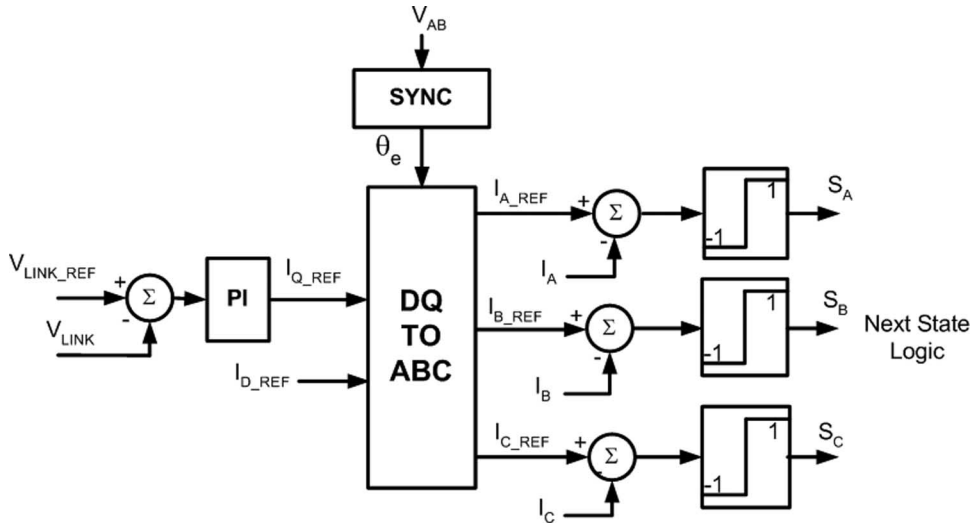 V_AB
SYNC
θ_e
I_A_REF
+
Σ
-
I_A
1
-1
S_A
V_LINK_REF
+
Σ
-
V_LINK
PI
I_Q_REF
I_D_REF
DQ
TO
ABC
I_B_REF
+
Σ
-
I_B
1
-1
S_B
Next State
Logic
I_C_REF
+
Σ
-
I_C
1
-1
S_C